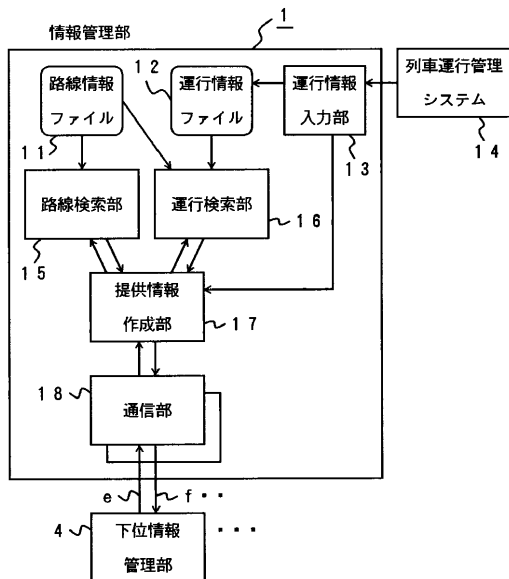 情報管理部
1
路線情報
ファイル
11
12
運行情報
ファイル
運行情報
入力部
13
列車運行管理
システム
14
路線検索部
15
運行検索部
16
提供情報
作成部
17
18
通信部
e
f・・
4
下位情報
管理部
・・・